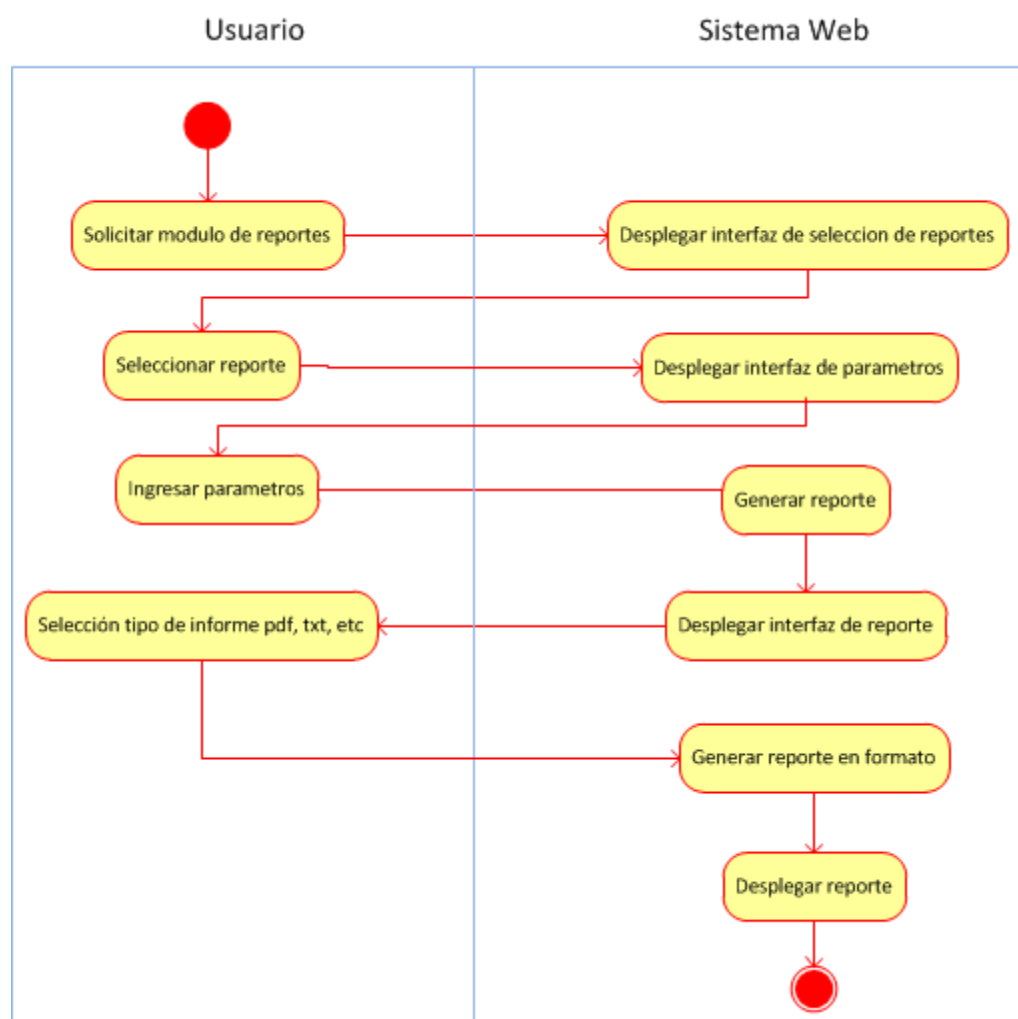 Usuario
Sistema Web
Solicitar modulo de reportes
Desplegar interfaz de seleccion de reportes
Seleccionar reporte
Desplegar interfaz de parametros
Ingresar parametros
Generar reporte
Selección tipo de informe pdf, txt, etc
Desplegar interfaz de reporte
Generar reporte en formato
Desplegar reporte